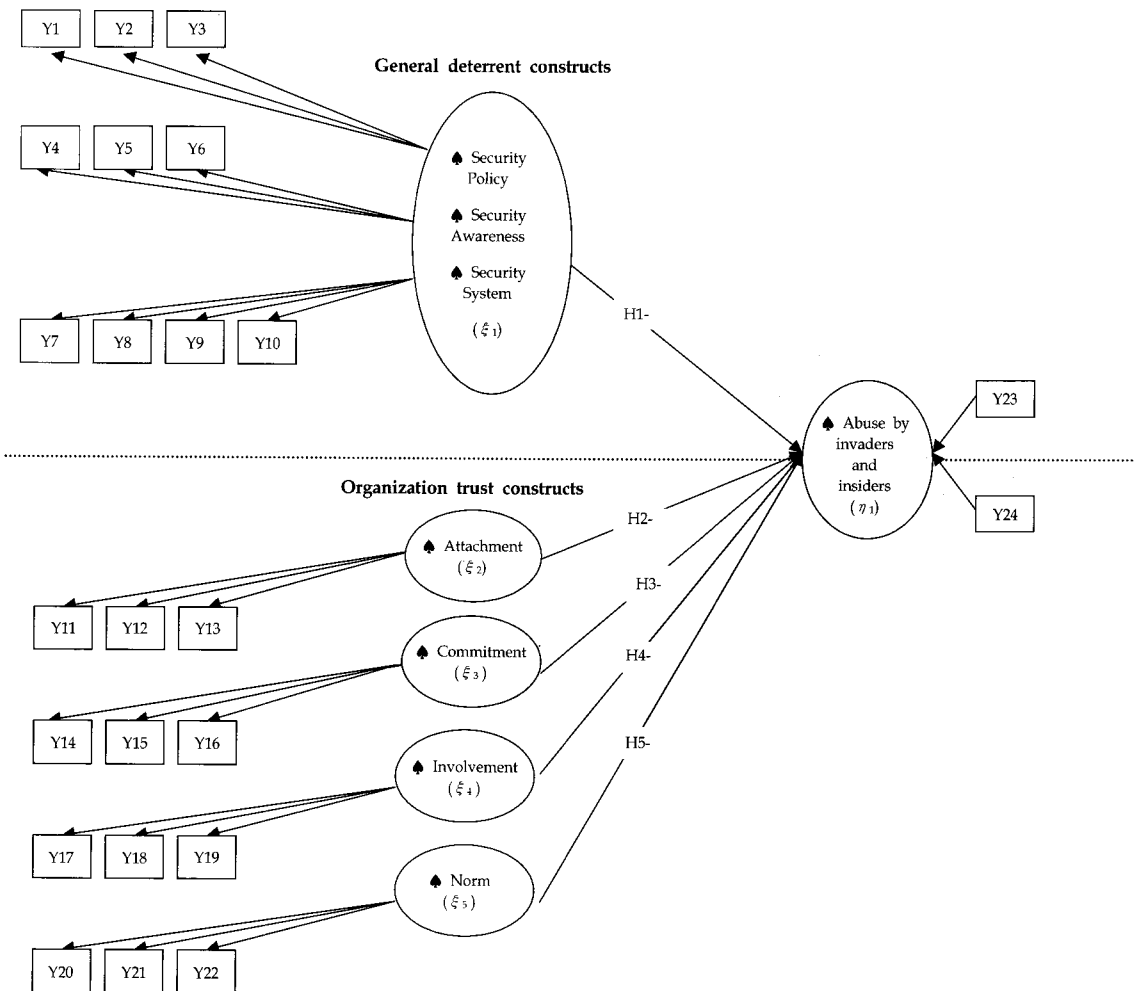 Y1 Y2 Y3
General deterrent constructs
Y4 Y5 Y6
♠ Security
Policy
♠ Security
Awareness
♠ Security
System
(ξ1)
Y7 Y8 Y9 Y10
H1-
♠ Abuse by
invaders
and
insiders
(η1)
Y23
Y24
Organization trust constructs
♠ Attachment
(ξ2)
H2-
Y11 Y12 Y13
♠ Commitment
(ξ3)
H3-
Y14 Y15 Y16
♠ Involvement
(ξ4)
H4-
Y17 Y18 Y19
♠ Norm
(ξ5)
H5-
Y20 Y21 Y22